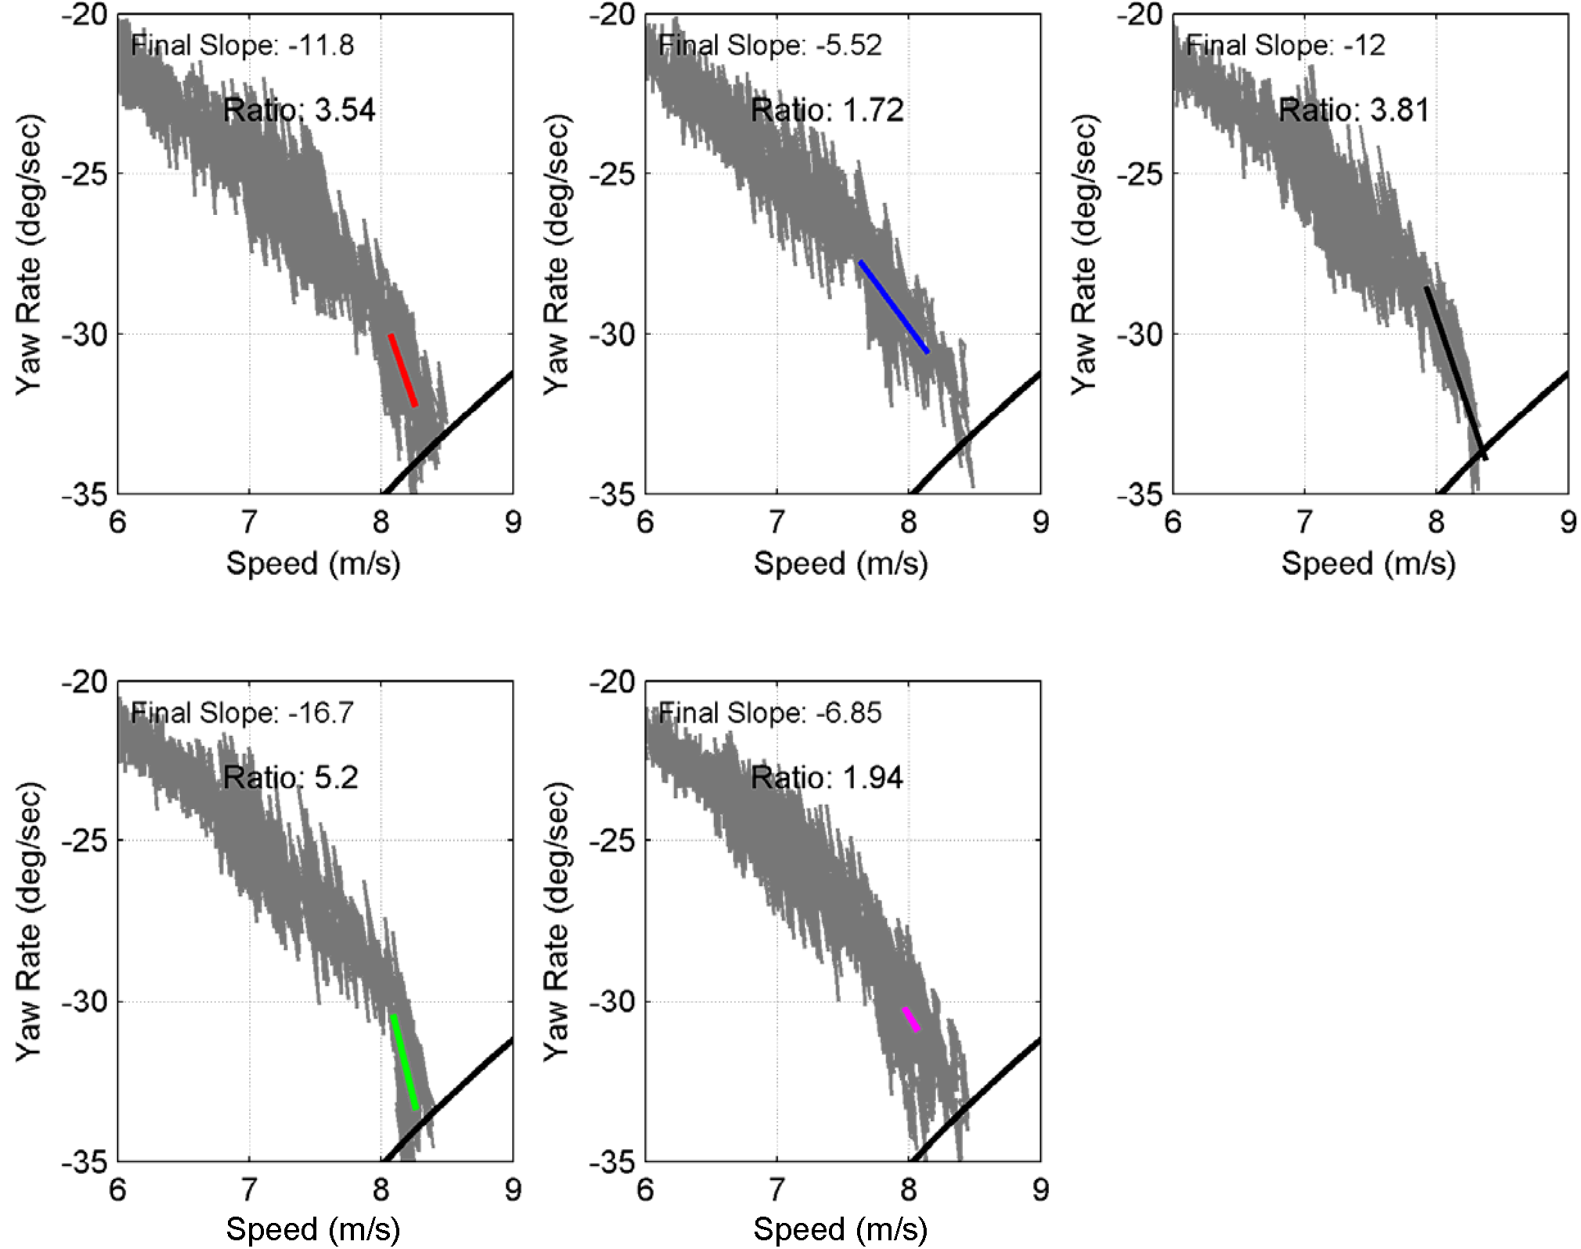 Final Slope: -11.8
Ratio: 3.54
-20
-25
-30
-35
6 7 8 9
Yaw Rate (deg/sec)
Speed (m/s)
Final Slope: -5.52
Ratio: 1.72
-20
-25
-30
-35
6 7 8 9
Yaw Rate (deg/sec)
Speed (m/s)
Final Slope: -12
Ratio: 3.81
-20
-25
-30
-35
6 7 8 9
Yaw Rate (deg/sec)
Speed (m/s)
Final Slope: -16.7
Ratio: 5.2
-20
-25
-30
-35
6 7 8 9
Yaw Rate (deg/sec)
Speed (m/s)
Final Slope: -6.85
Ratio: 1.94
-20
-25
-30
-35
6 7 8 9
Yaw Rate (deg/sec)
Speed (m/s)